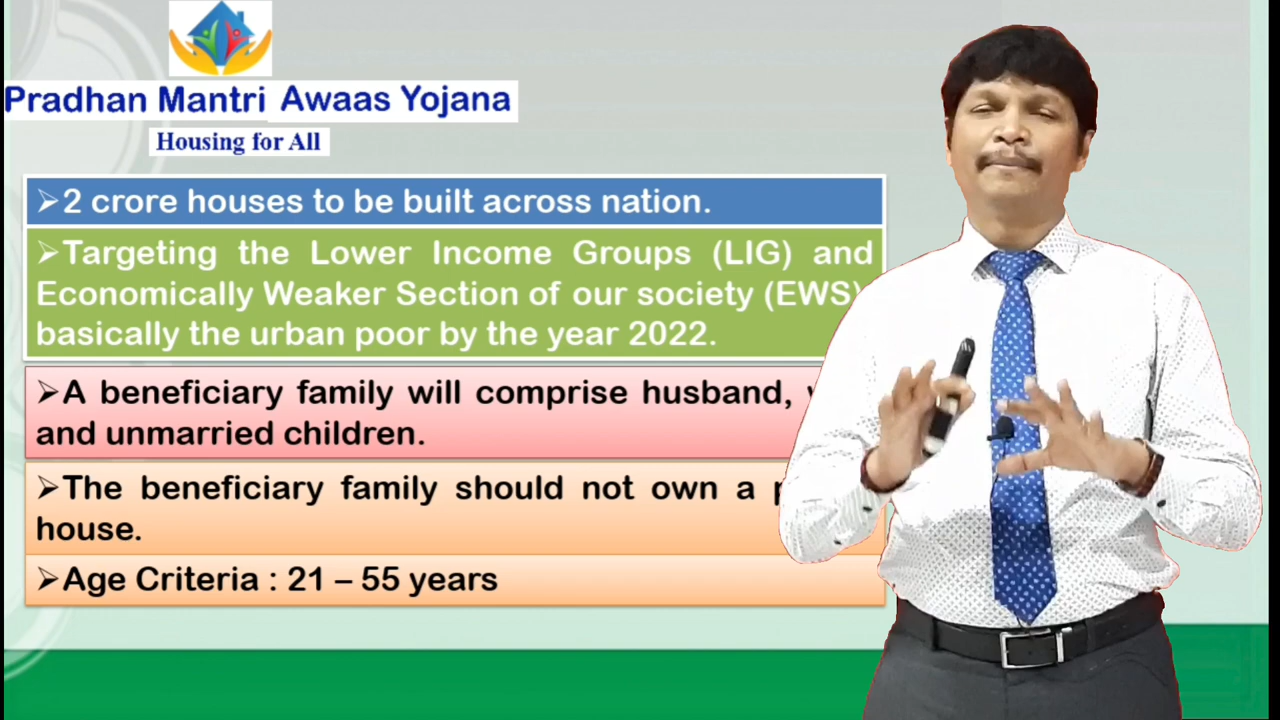 Pradhan Mantri Awaas Yojana
Housing for All
➢2 crore houses to be built across nation.
➢Targeting the Lower Income Groups (LIG) and
Economically Weaker Section of our society (EWS)
basically the urban poor by the year 2022.
➢A beneficiary family will comprise husband,
and unmarried children.
➢The beneficiary family should not own a
house.
➢Age Criteria : 21 – 55 years